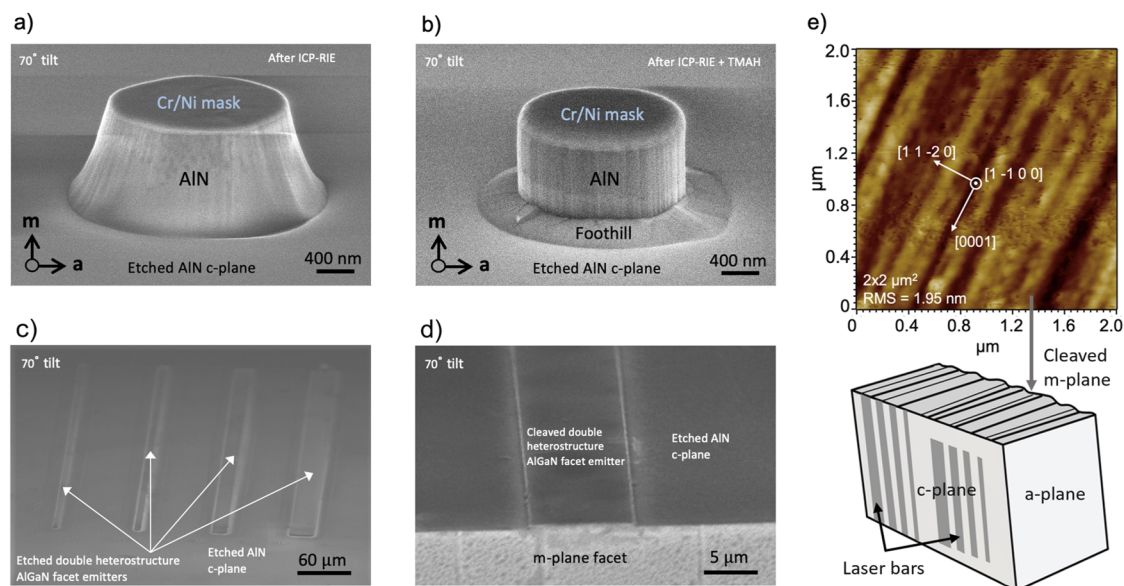 a)
70° tilt
After ICP-RIE
Cr/Ni mask
AlN
m
a
Etched AlN c-plane
400 nm
b)
70° tilt
After ICP-RIE + TMAH
Cr/Ni mask
AlN
Foothill
m
a
Etched AlN c-plane
400 nm
c)
70° tilt
Etched double heterostructure
AlGaN facet emitters
Etched AlN
c-plane
60 μm
d)
70° tilt
Cleaved double
heterostructure
AlGaN facet emitter
Etched AlN
c-plane
m-plane facet
5 μm
e)
2.0
1.6
1.2
0.8
0.4
0
μm
[1 1 -2 0]
[1 -1 0 0]
[0001]
2x2 μm²
RMS = 1.95 nm
0
0.4
0.8
1.2
1.6
2.0
μm
Cleaved
m-plane
c-plane
a-plane
Laser bars